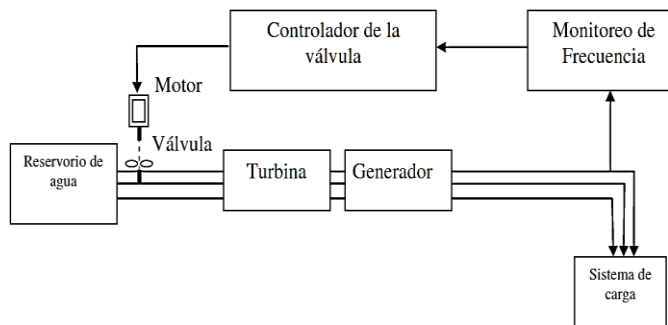 Controlador de la
válvula
Monitoreo de
Frecuencia
Motor
Válvula
Reservorio de
agua
Turbina
Generador
Sistema de
carga